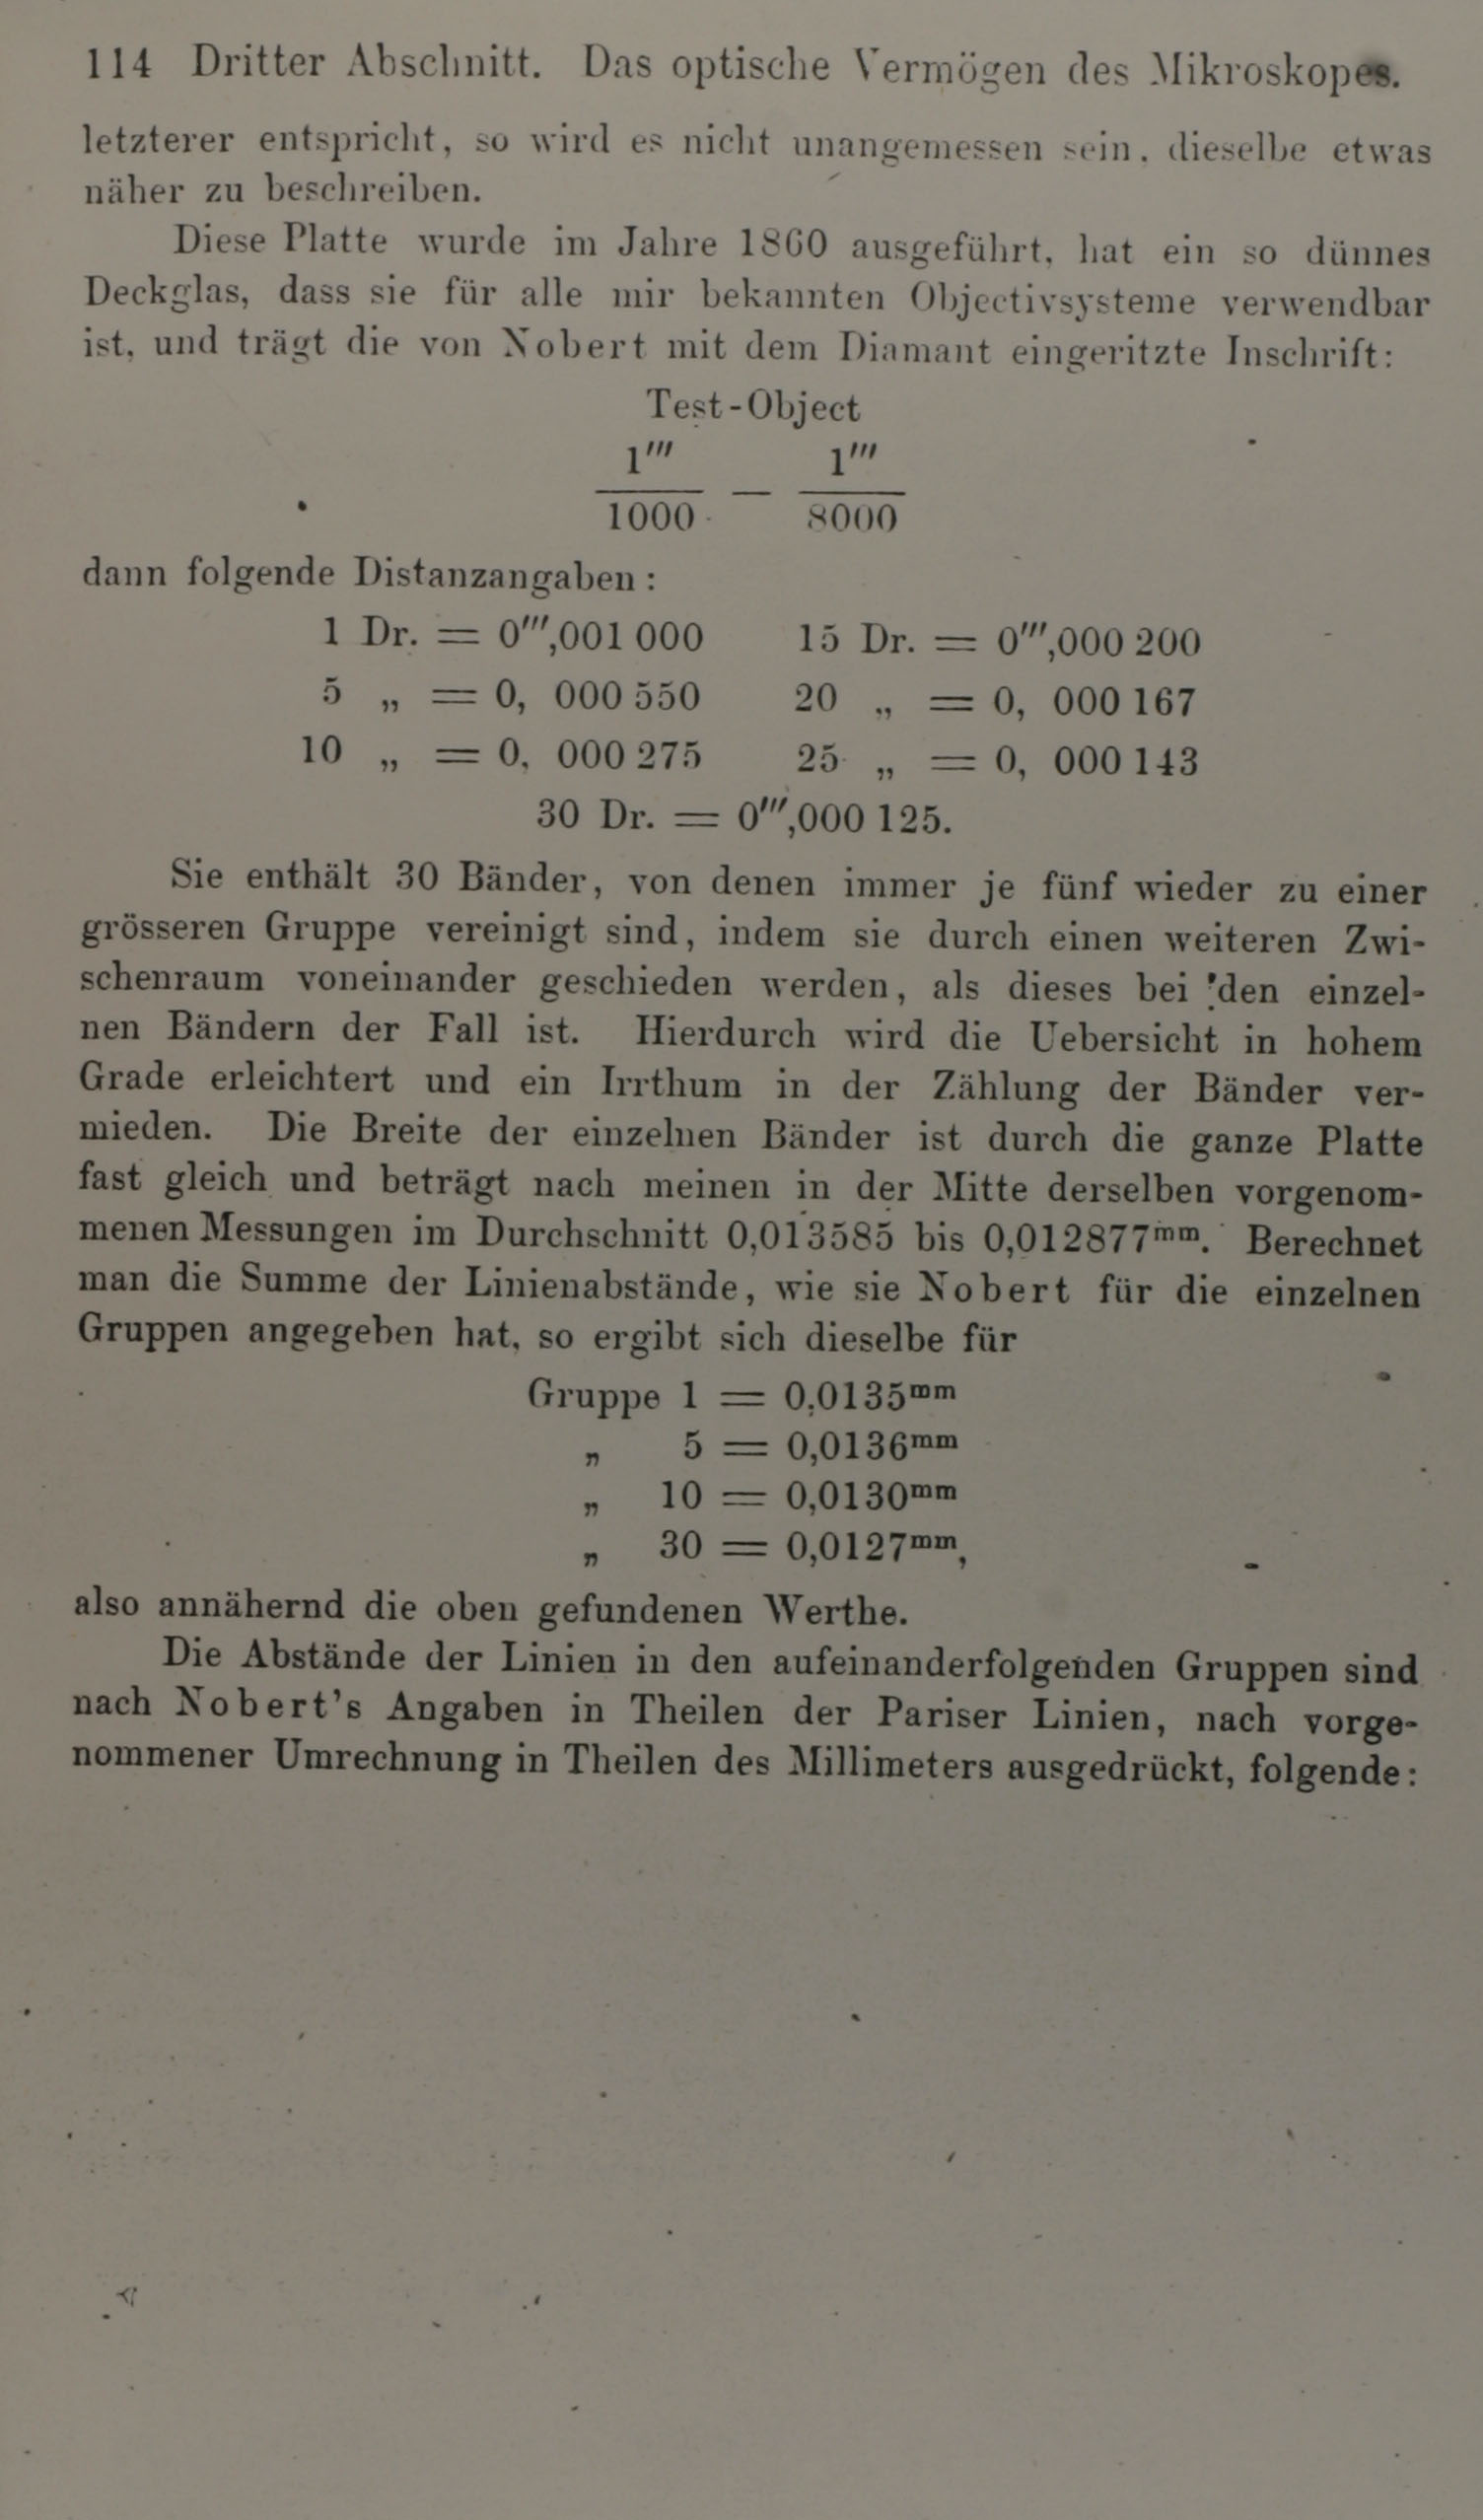 114 Dritter Abschnitt. Das optische Vermögen des Mikroskopes.
letzterer entspricht, so wird es nicht unangemessen sein, dieselbe etwas
näher zu beschreiben.
Diese Platte wurde im Jahre 1860 ausgeführt, hat ein so dünnes
Deckglas, dass sie für alle mir bekannten Objectivsysteme verwendbar
ist, und trägt die von Nobert mit dem Diamant eingeritzte Inschrift:
Test-Object
1‴ 1‴
—
1000 8000
dann folgende Distanzangaben:
1 Dr. = 0‴,001 000 15 Dr. = 0‴,000 200
5 „ = 0, 000 550 20 „ = 0, 000 167
10 „ = 0, 000 275 25 „ = 0, 000 143
30 Dr. = 0‴,000 125.
Sie enthält 30 Bänder, von denen immer je fünf wieder zu einer
grösseren Gruppe vereinigt sind, indem sie durch einen weiteren Zwi-
schenraum voneinander geschieden werden, als dieses bei den einzel-
nen Bändern der Fall ist. Hierdurch wird die Uebersicht in hohem
Grade erleichtert und ein Irrthum in der Zählung der Bänder ver-
mieden. Die Breite der einzelnen Bänder ist durch die ganze Platte
fast gleich und beträgt nach meinen in der Mitte derselben vorgenom-
menen Messungen im Durchschnitt 0,013585 bis 0,012877mm. Berechnet
man die Summe der Linienabstände, wie sie Nobert für die einzelnen
Gruppen angegeben hat, so ergibt sich dieselbe für
Gruppe 1 = 0,0135mm
„ 5 = 0,0136mm
„ 10 = 0,0130mm
„ 30 = 0,0127mm,
also annähernd die oben gefundenen Werthe.
Die Abstände der Linien in den aufeinanderfolgenden Gruppen sind
nach Nobert's Angaben in Theilen der Pariser Linien, nach vorge-
nommener Umrechnung in Theilen des Millimeters ausgedrückt, folgende: